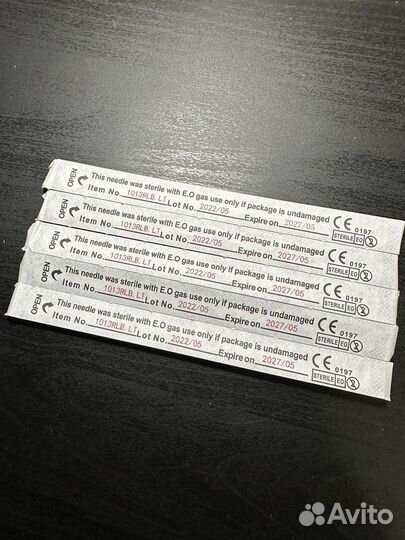 OPEN
This needle was sterile with E.O gas use only if package is undamaged
Item No. 1013RLB. LT Lot No. 2022/05 Expire on 2027/05
CE 0197
STERILE EO
OPEN
This needle was sterile with E.O gas use only if package is undamaged
Item No. 1013RLB. LT Lot No. 2022/05 Expire on 2027/05
CE 0197
STERILE EO
OPEN
This needle was sterile with E.O gas use only if package is undamaged
Item No. 1013RLB. LT Lot No. 2022/05 Expire on 2027/05
CE 0197
STERILE EO
OPEN
This needle was sterile with E.O gas use only if package is undamaged
Item No. 1013RLB. LT Lot No. 2022/05 Expire on 2027/05
CE 0197
STERILE EO
OPEN
This needle was sterile with E.O gas use only if package is undamaged
Item No. 1013RLB. LT Lot No. 2022/05 Expire on 2027/05
CE 0197
STERILE EO
Avito